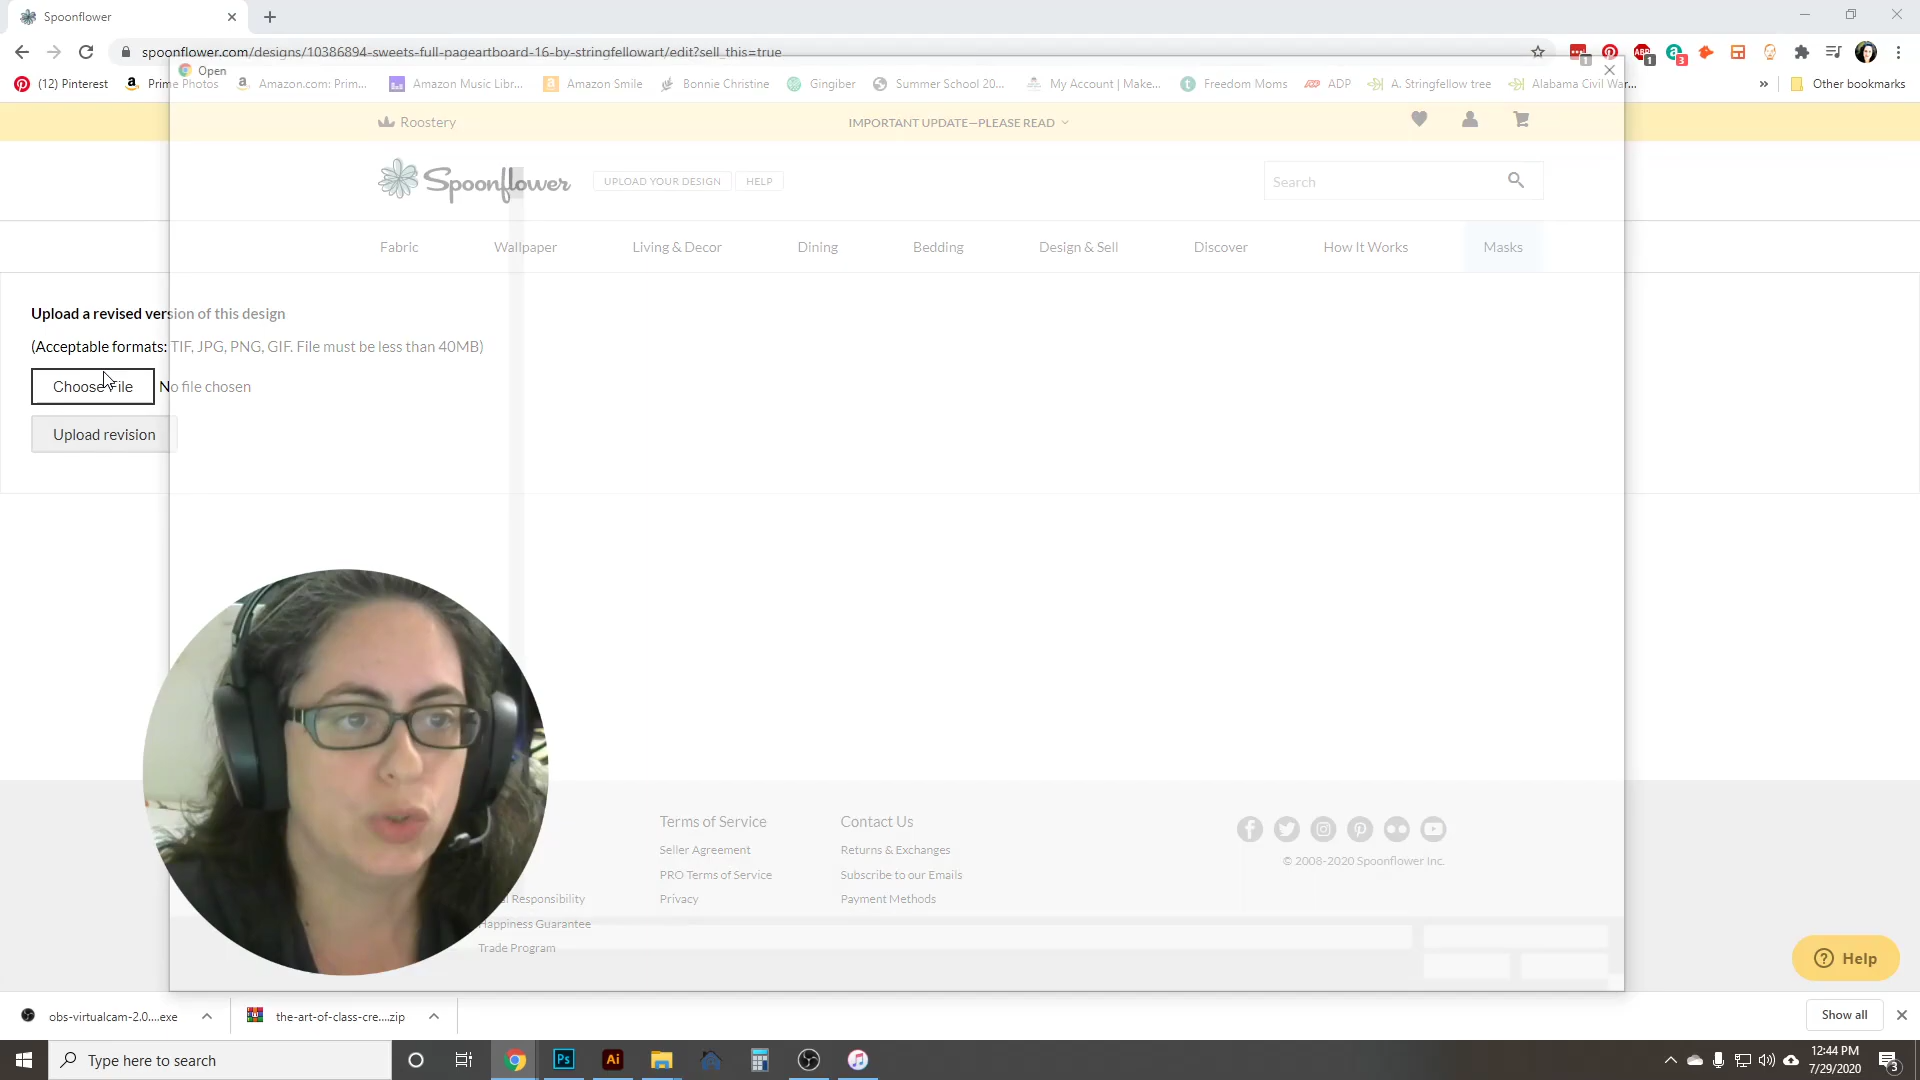 Spoonflower
spoonflower.com/designs/10386894-sweets-full-pageartboard-16-by-stringfellowart/edit?sell_this=true
Open
(12) Pinterest
Prime Photos
Amazon.com: Prim...
Amazon Music Libr...
Amazon Smile
Bonnie Christine
Gingiber
Summer School 20...
My Account | Make...
Freedom Moms
ADP
A. Stringfellow tree
Alabama Civil War...
»
Other bookmarks
Roostery
IMPORTANT UPDATE—PLEASE READ
Spoonflower
UPLOAD YOUR DESIGN
HELP
Search
Fabric
Wallpaper
Living & Decor
Dining
Bedding
Design & Sell
Discover
How It Works
Masks
Upload a revised version of this design
(Acceptable formats: TIF, JPG, PNG, GIF. File must be less than 40MB)
Choose File
No file chosen
Upload revision
Terms of Service
Contact Us
Seller Agreement
Returns & Exchanges
© 2008-2020 Spoonflower Inc.
PRO Terms of Service
Subscribe to our Emails
Responsibility
Privacy
Payment Methods
Happiness Guarantee
Trade Program
Help
obs-virtualcam-2.0....exe
the-art-of-class-cre....zip
Show all
Type here to search
Ps
Ai
12:44 PM
7/29/2020
3